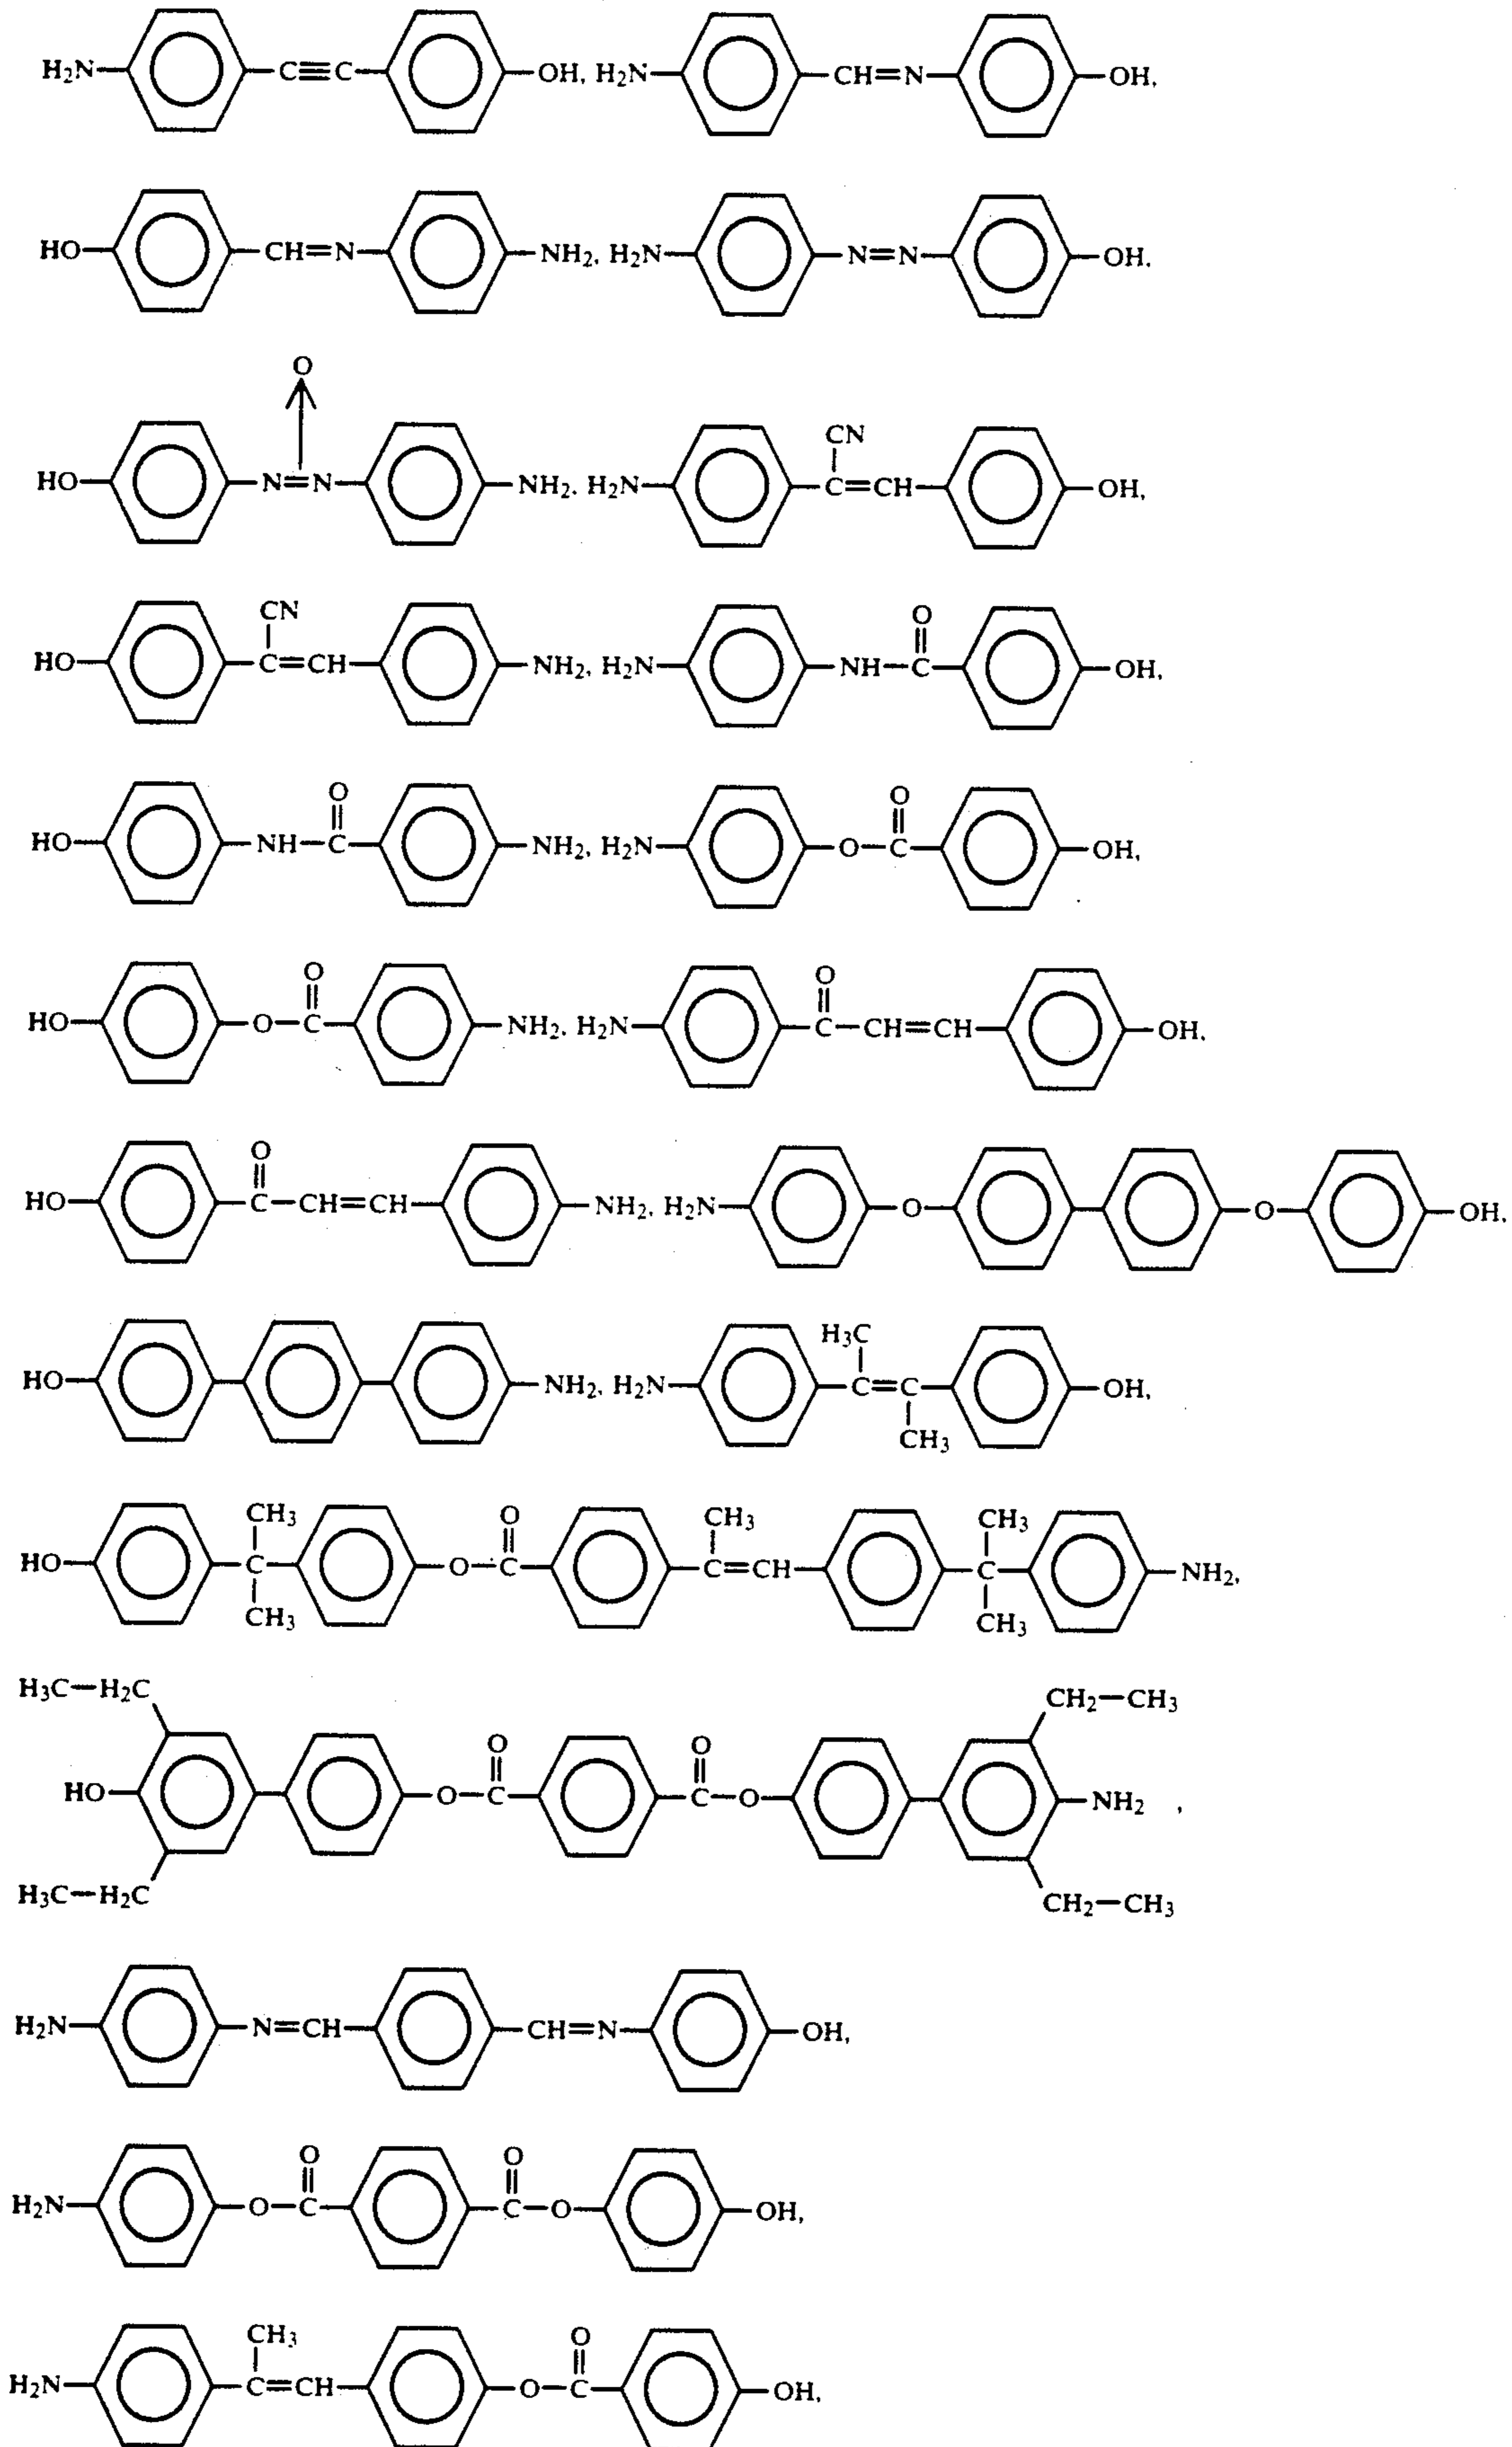 H₂N C≡C OH, H₂N CH=N OH,
HO CH=N NH₂, H₂N N=N OH.
O
HO N=N NH₂. H₂N C=CH OH,
CN
HO C=CH NH₂, H₂N NH C OH,
CN O
HO NH C NH₂, H₂N O C OH,
O O
HO O C NH₂. H₂N C CH=CH OH,
O O
HO C CH=CH NH₂, H₂N O O OH,
O
HO NH₂, H₂N C=C OH,
H₃C
CH₃
CH₃ O CH₃ CH₃
HO C O C C=CH C NH₂,
CH₃ CH₃
H₃C—H₂C CH₂—CH₃
O O
HO O C C O NH₂ ,
H₃C—H₂C CH₂—CH₃
H₂N N=CH CH=N OH,
O O
H₂N O C C O OH,
CH₃ O
H₂N C=CH O C OH,